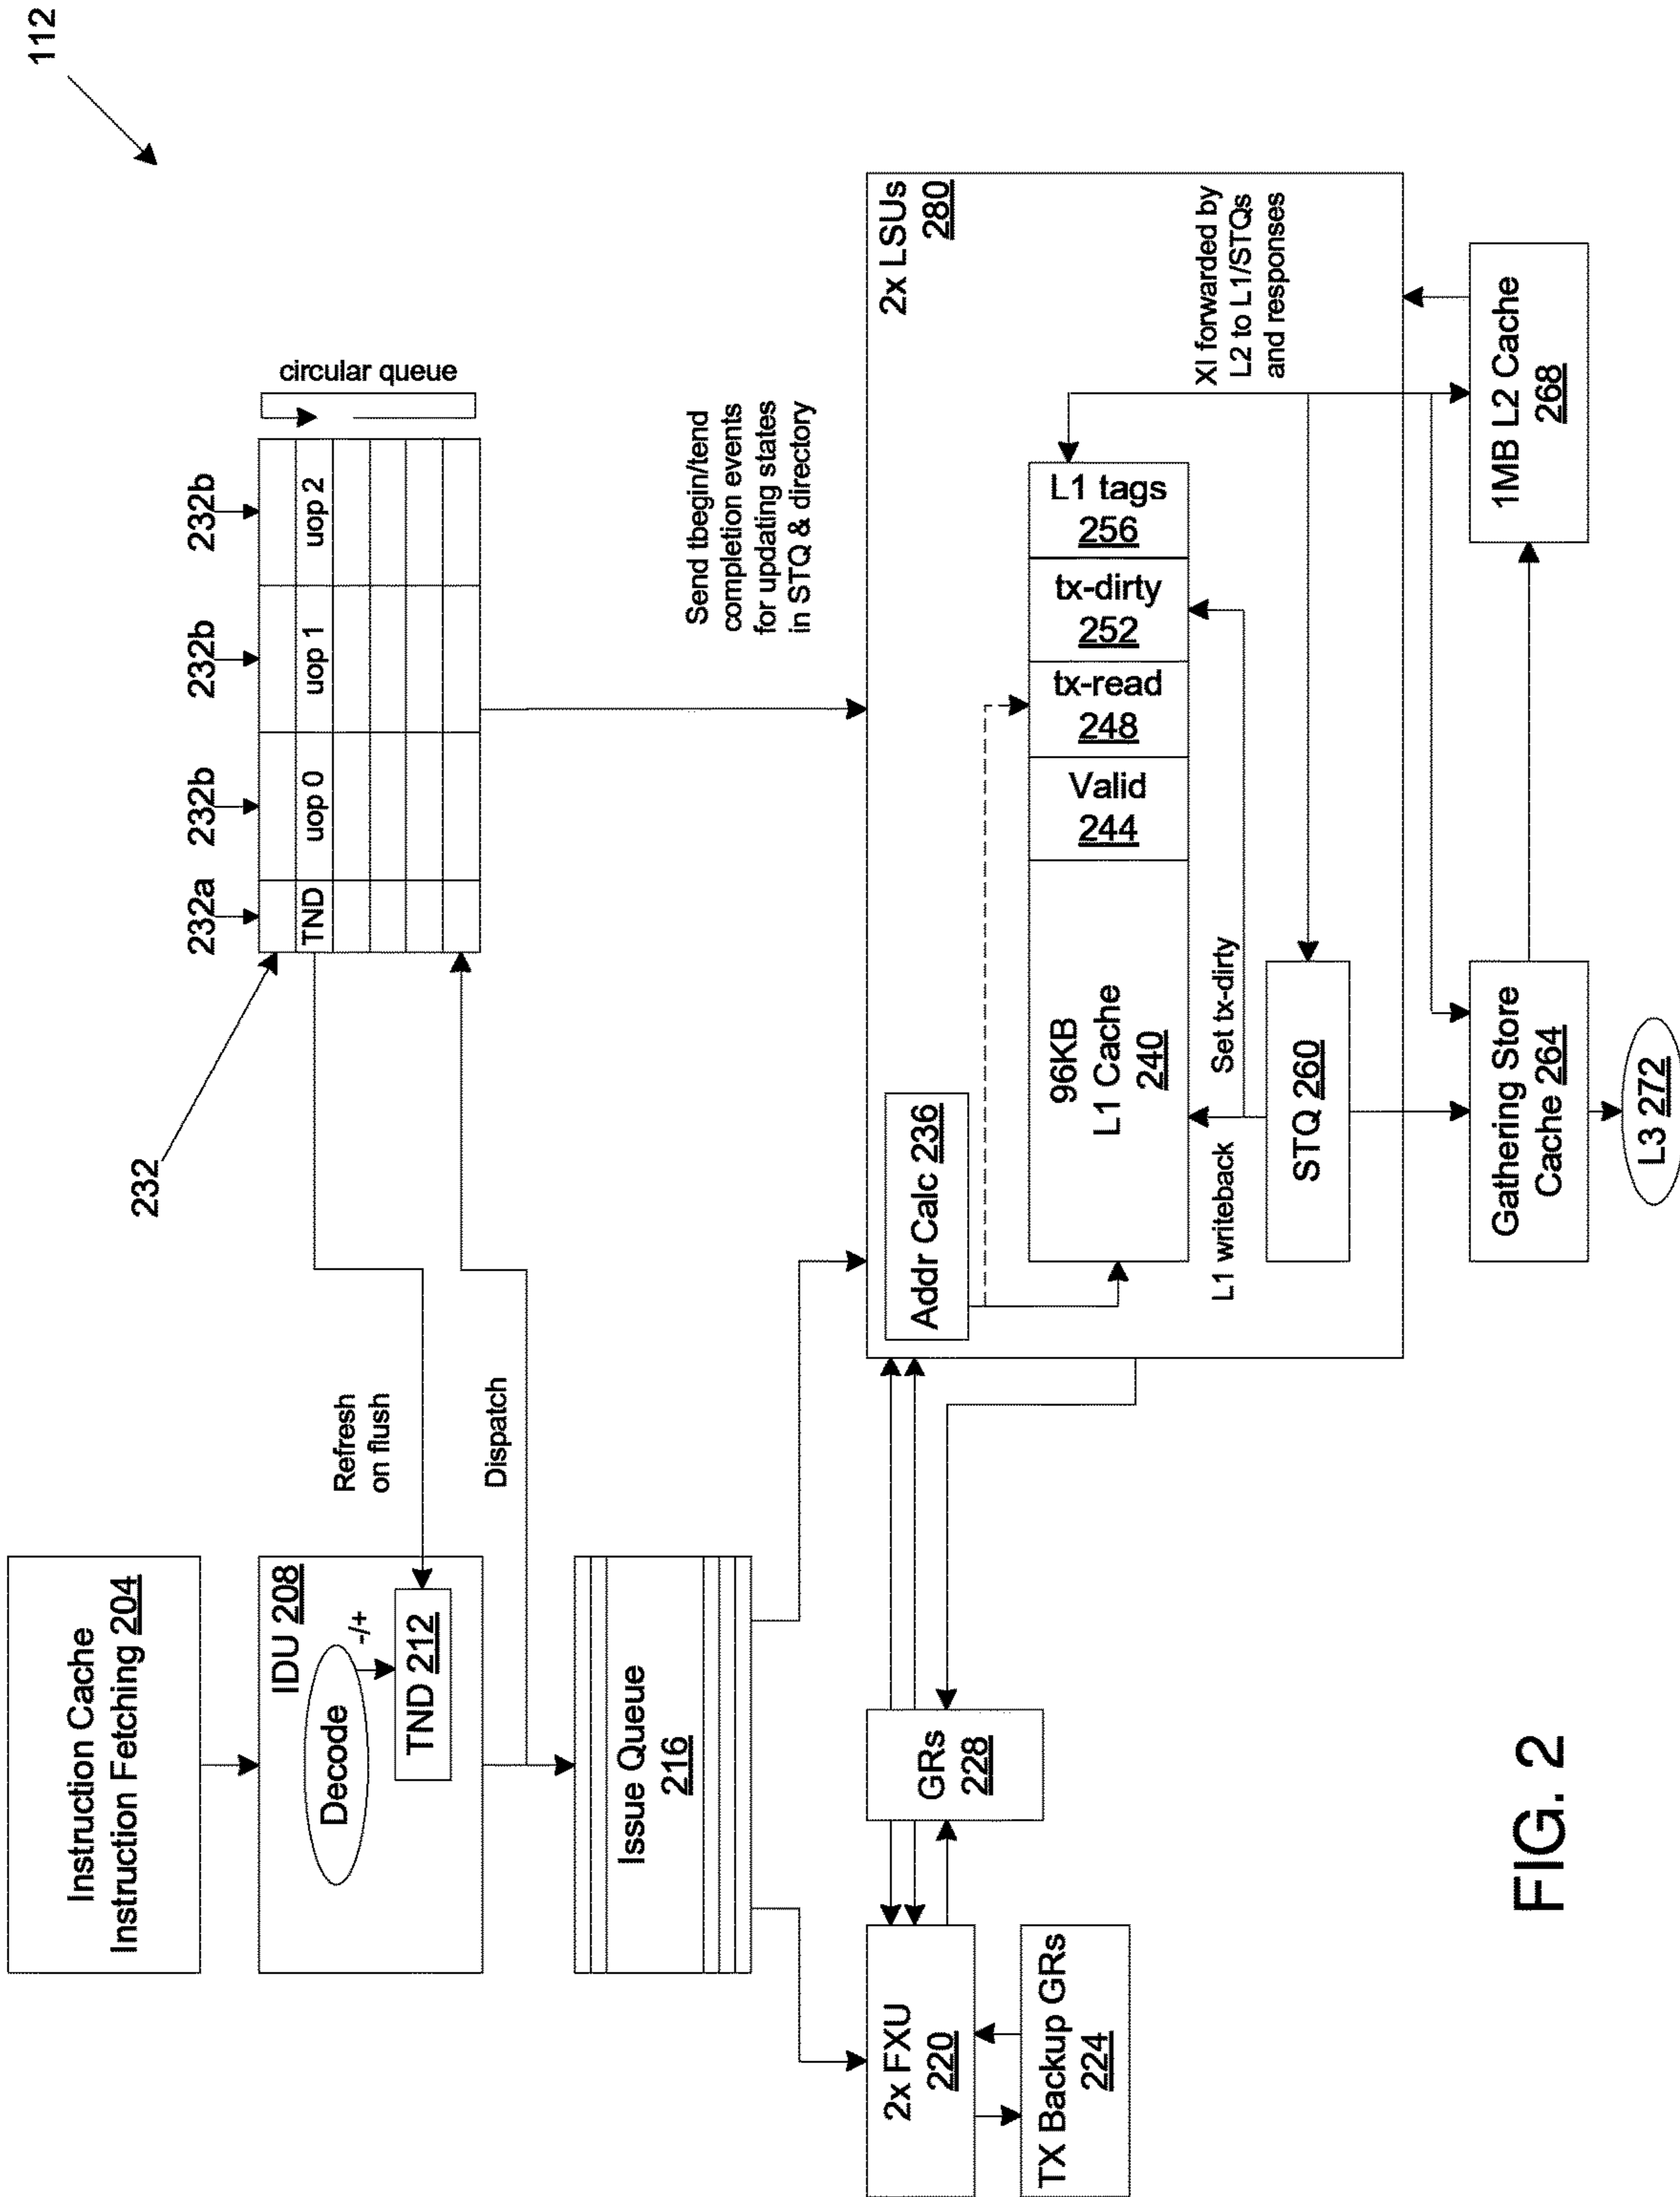 112
Instruction Cache
Instruction Fetching 204
IDU 208
Decode
-/+
TND 212
Refresh
on flush
Dispatch
232
232a
232b
232b
232b
TND
uop 0
uop 1
uop 2
circular queue
Issue Queue
216
Send tbegin/tend
completion events
for updating states
in STQ & directory
2x FXU
220
TX Backup GRs
224
GRs
228
2x LSUs
280
Addr Calc 236
96KB
L1 Cache
240
Valid
244
tx-read
248
tx-dirty
252
L1 tags
256
XI forwarded by
L2 to L1/STQs
and responses
L1 writeback
Set tx-dirty
STQ 260
Gathering Store
Cache 264
1MB L2 Cache
268
L3 272
FIG. 2